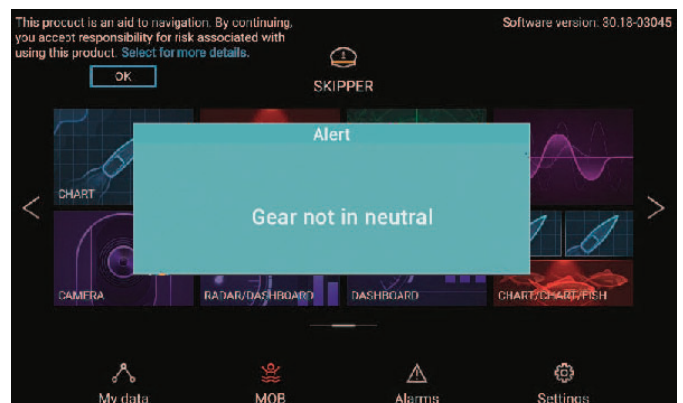 This product is an aid to navigation. By continuing,
you accept responsibility for risk associated with
using this product. Select for more details.
OK
Software version: 30.18-03045
SKIPPER
Alert
Gear not in neutral
CHART
CAMERA
RADAR/DASHBOARD
DASHBOARD
CHART/CHART/FISH
My data
MOB
Alarms
Settings